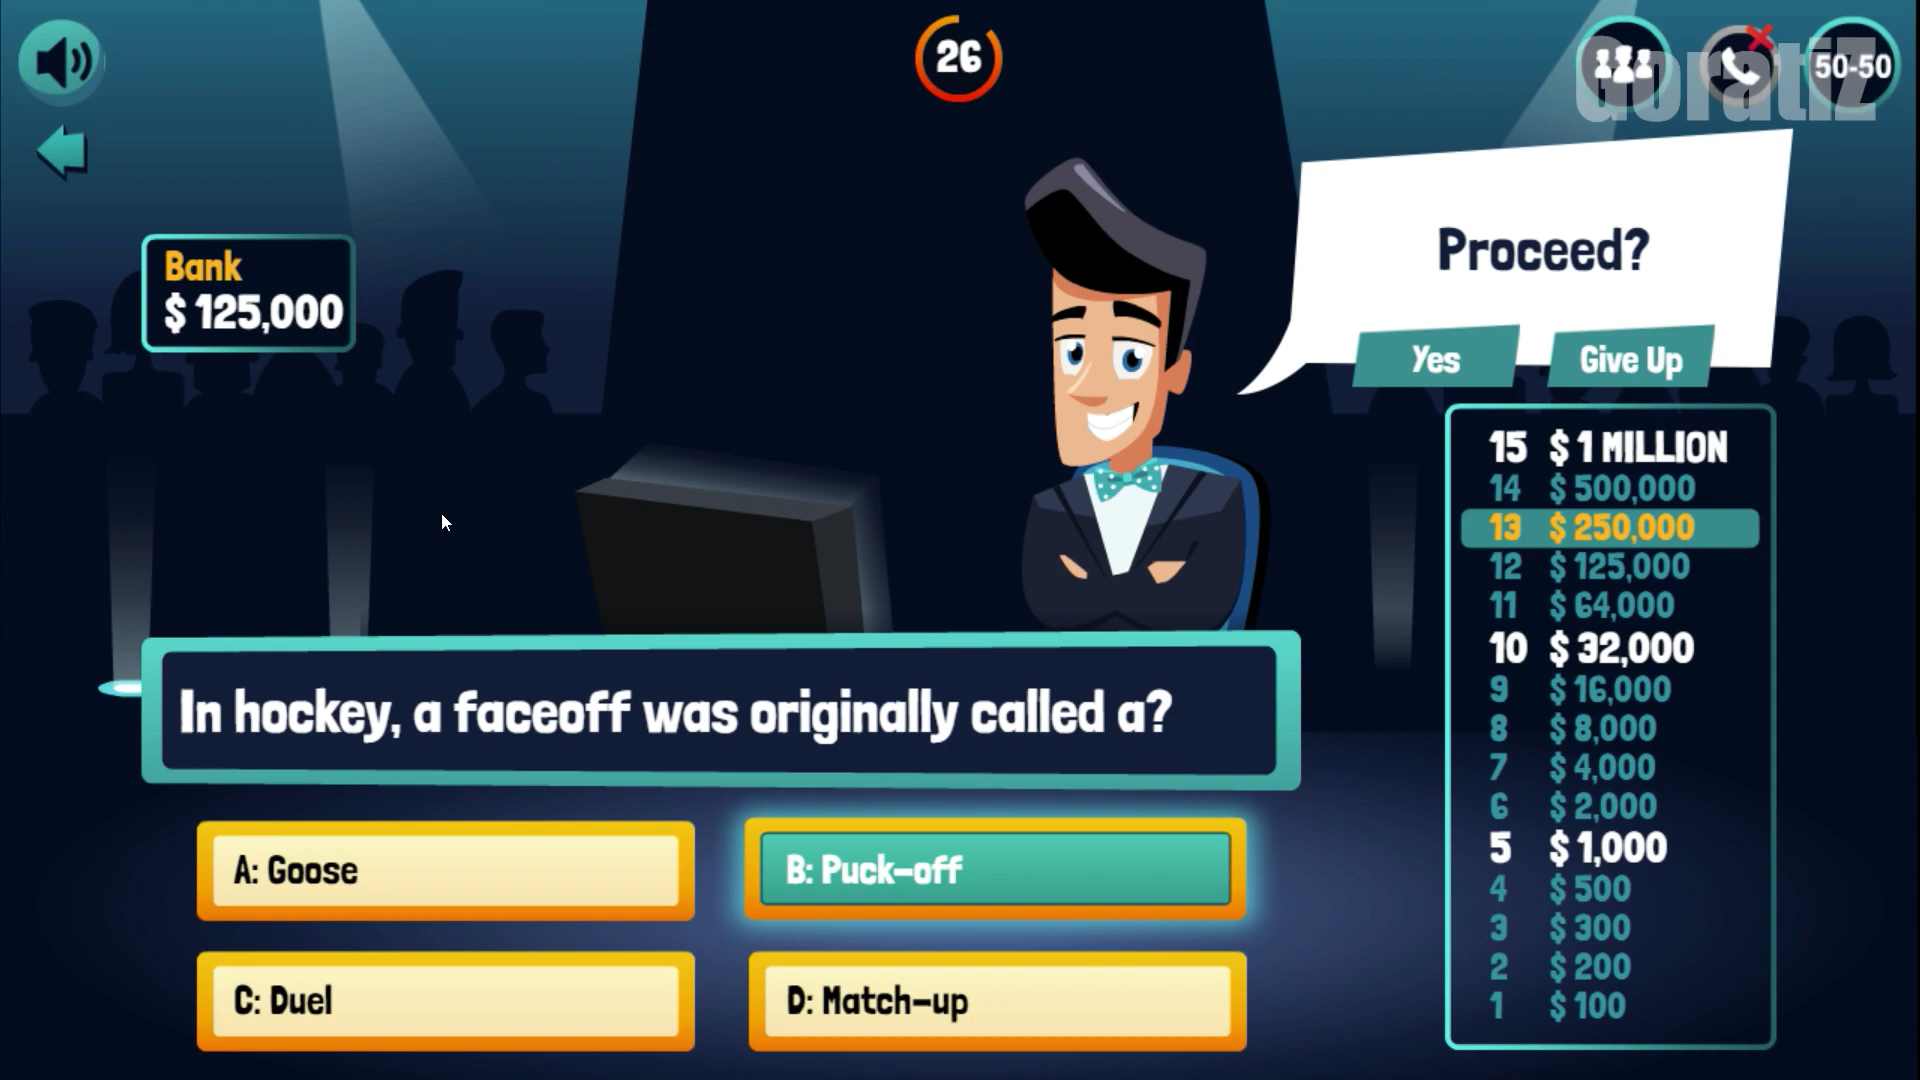 26
GoratiZ
50-50
Proceed?
Yes
Give Up
Bank
$ 125,000
15 $ 1 MILLION
14 $ 500,000
13 $ 250,000
12 $ 125,000
11 $ 64,000
10 $ 32,000
9 $ 16,000
8 $ 8,000
7 $ 4,000
6 $ 2,000
5 $ 1,000
4 $ 500
3 $ 300
2 $ 200
1 $ 100
In hockey, a faceoff was originally called a?
A: Goose
B: Puck-off
C: Duel
D: Match-up